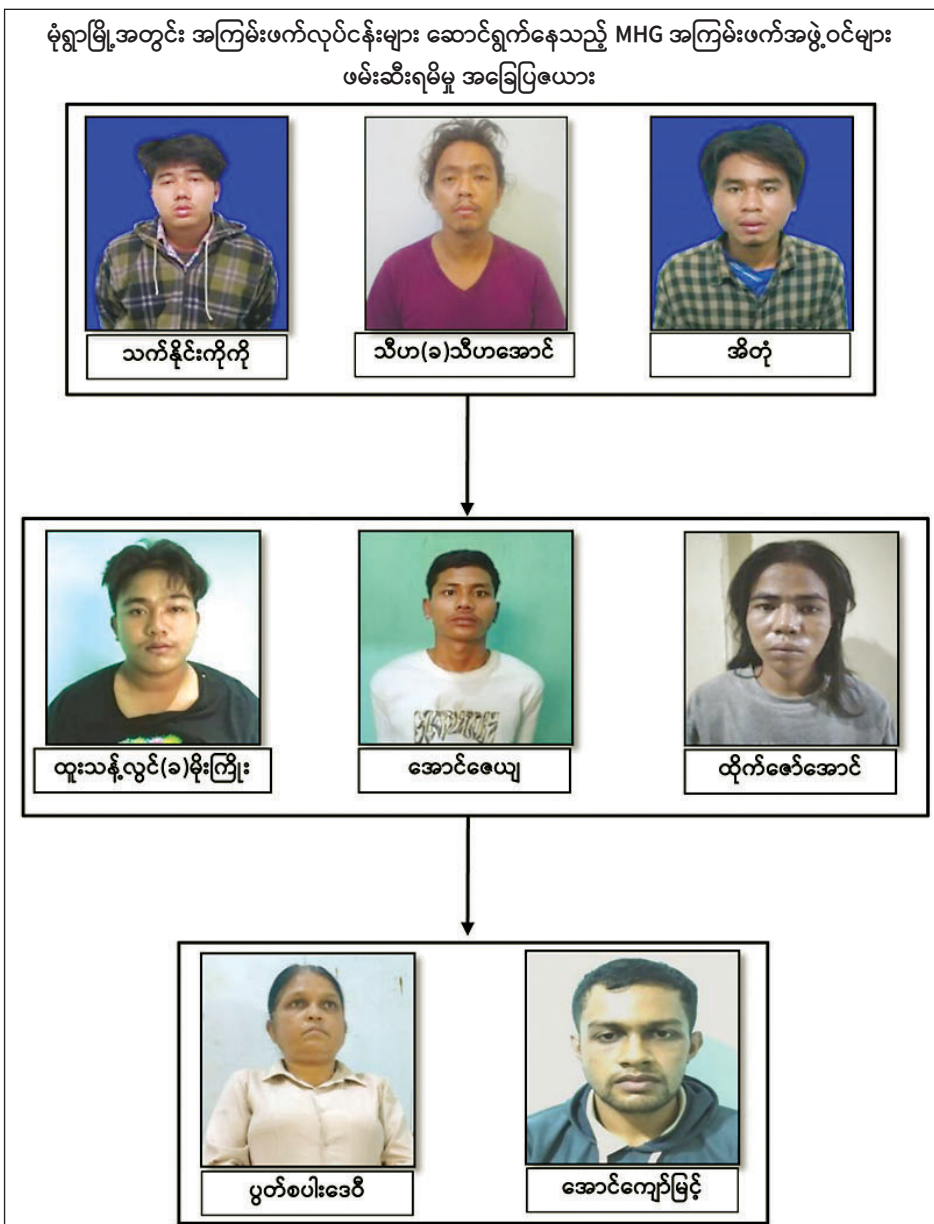 မုံရွာမြို့အတွင်း အကြမ်းဖက်လုပ်ငန်းများ ဆောင်ရွက်နေသည့် MHG အကြမ်းဖက်အဖွဲ့ဝင်များ
ဖမ်းဆီးရမိမှု အခြေပြဇယား
သက်နိုင်းကိုကို
သီဟ(ခ)သီဟအောင်
အိတုံ
ထူးသန့်လွင်(ခ)မိုးကြိုး
အောင်ဇေယျ
ထိုက်ဇော်အောင်
ပွတ်စပါးဒေဝီ
အောင်ကျော်မြင့်